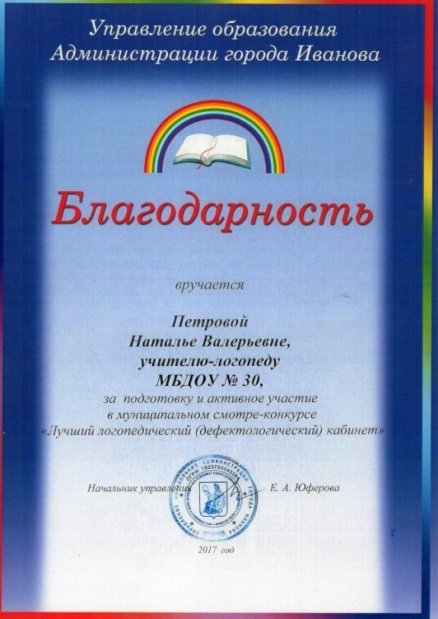 Управление образования
Администрации города Иванова
Благодарность
вручается
Петровой
Наталье Валерьевне,
учителю-логопеду
МБДОУ № 30,
за подготовку и активное участие
в муниципальном смотре-конкурсе
«Лучший логопедический (дефектологический) кабинет»
Начальник управления Е. А. Юферова
2017 год